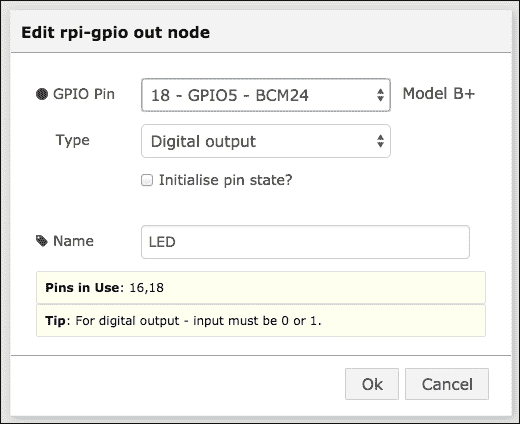 Edit rpi-gpio out node
GPIO Pin 18 - GPIO5 - BCM24 Model B+
Type Digital output
Initialise pin state?
Name LED
Pins in Use: 16,18
Tip: For digital output - input must be 0 or 1.
Ok Cancel